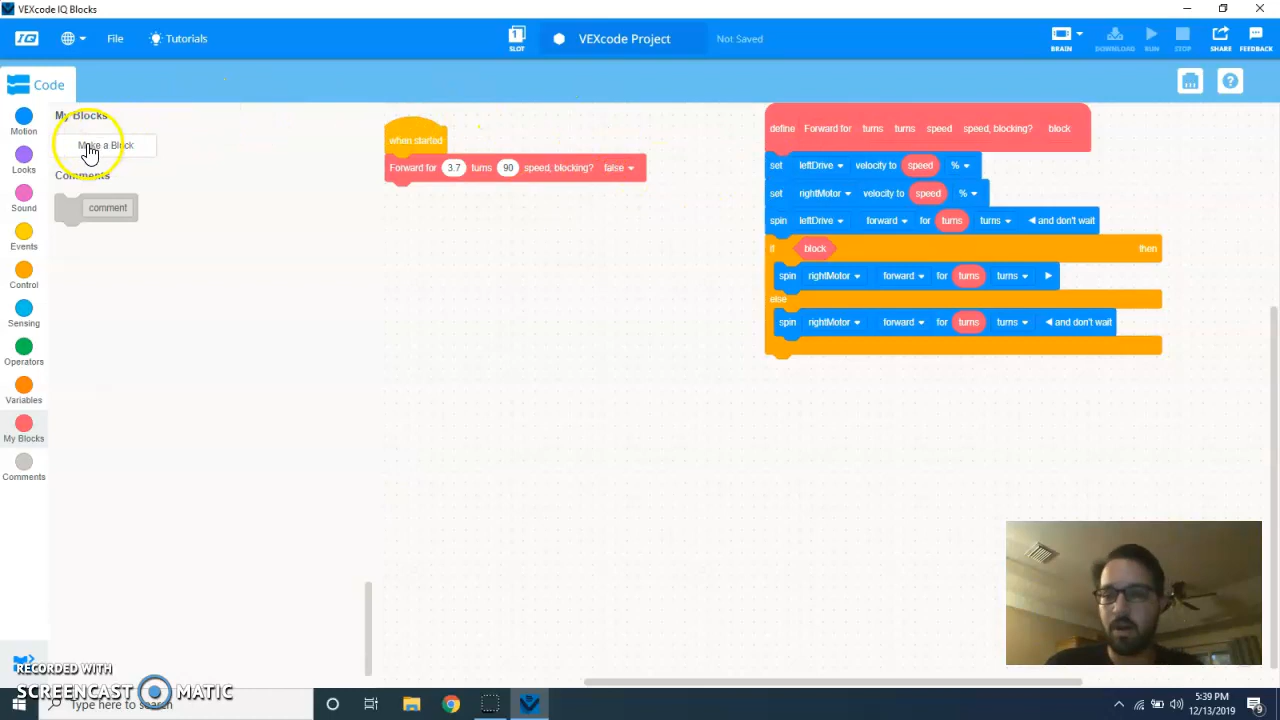 VEXcode IQ Blocks
IQ File Tutorials 1 SLOT VEXcode Project Not Saved BRAIN DOWNLOAD RUN STOP SHARE FEEDBACK
Code
Motion
Looks
Sound
Events
Control
Sensing
Operators
Variables
My Blocks
Comments
My Blocks
Make a Block
Comments
comment
when started
Forward for 3.7 turns 90 speed, blocking? false
define Forward for turns turns speed speed, blocking? block
set leftDrive velocity to speed %
set rightMotor velocity to speed %
spin leftDrive forward for turns turns and don't wait
if block then
spin rightMotor forward for turns turns
else
spin rightMotor forward for turns turns and don't wait
RECORDED WITH
SCREENCAST MATIC
Type here to search
5:39 PM
12/13/2019
9